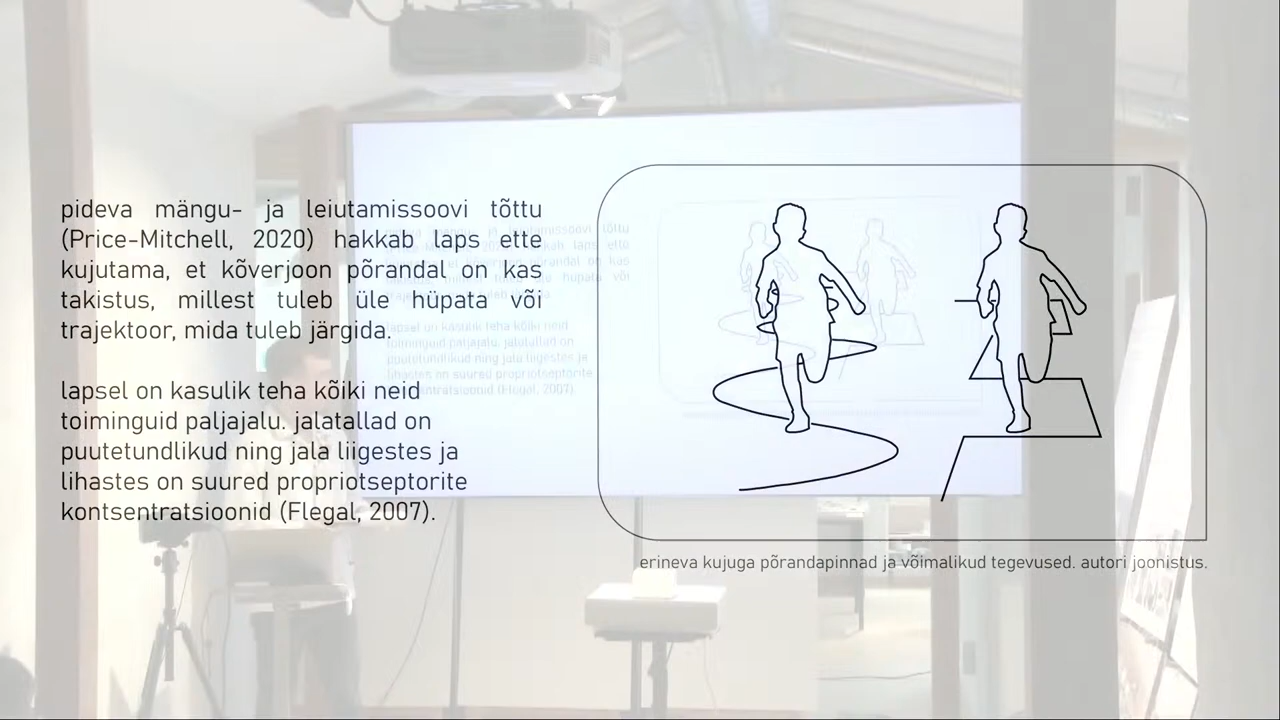 pideva mängu- ja leiutamissoovi tõttu
(Price-Mitchell, 2020) hakkab laps ette
kujutama, et kõverjoon põrandal on kas
takistus, millest tuleb üle hüpata või
trajektoor, mida tuleb järgida.
lapsel on kasulik teha kõiki neid
toiminguid paljajalu. jalatallad on
puutetundlikud ning jala liigestes ja
lihastes on suured propriotseptorite
kontsentratsioonid (Flegal, 2007).
erineva kujuga põrandapinnad ja võimalikud tegevused. autori joonistus.